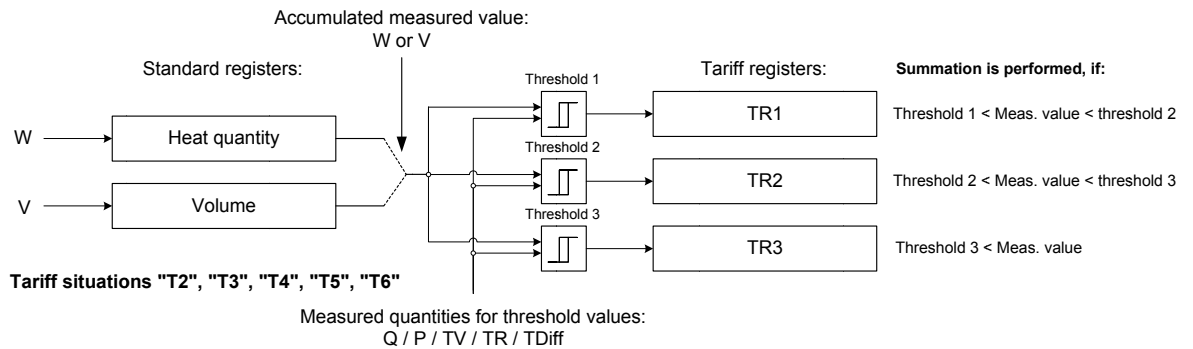 Accumulated measured value:
W or V
Standard registers:
Threshold 1
Tariff registers:
Summation is performed, if:
W
Heat quantity
TR1
Threshold 1 < Meas. value < threshold 2
Threshold 2
TR2
Threshold 2 < Meas. value < threshold 3
V
Volume
Threshold 3
TR3
Threshold 3 < Meas. value
Tariff situations "T2", "T3", "T4", "T5", "T6"
Measured quantities for threshold values:
Q / P / TV / TR / TDiff